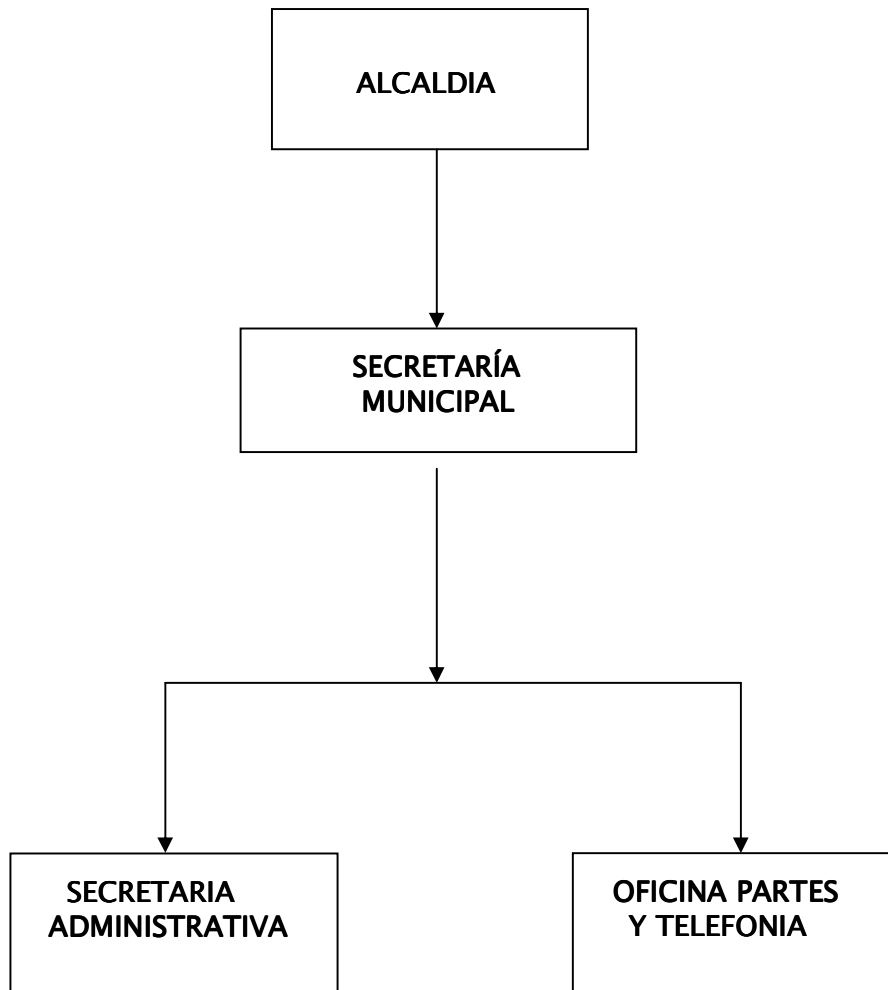 ALCALDIA
SECRETARÍA
MUNICIPAL
SECRETARIA
ADMINISTRATIVA
OFICINA PARTES
Y TELEFONIA